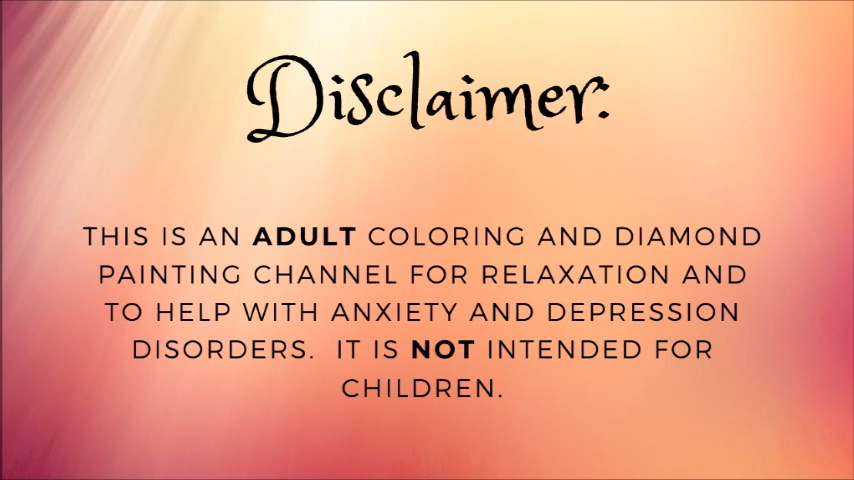 Disclaimer:
THIS IS AN ADULT COLORING AND DIAMOND
PAINTING CHANNEL FOR RELAXATION AND
TO HELP WITH ANXIETY AND DEPRESSION
DISORDERS.  IT IS NOT INTENDED FOR
CHILDREN.